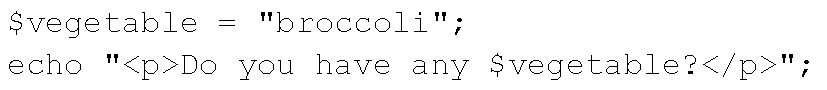 $vegetable = "broccoli";
echo "<p>Do you have any $vegetable?</p>";